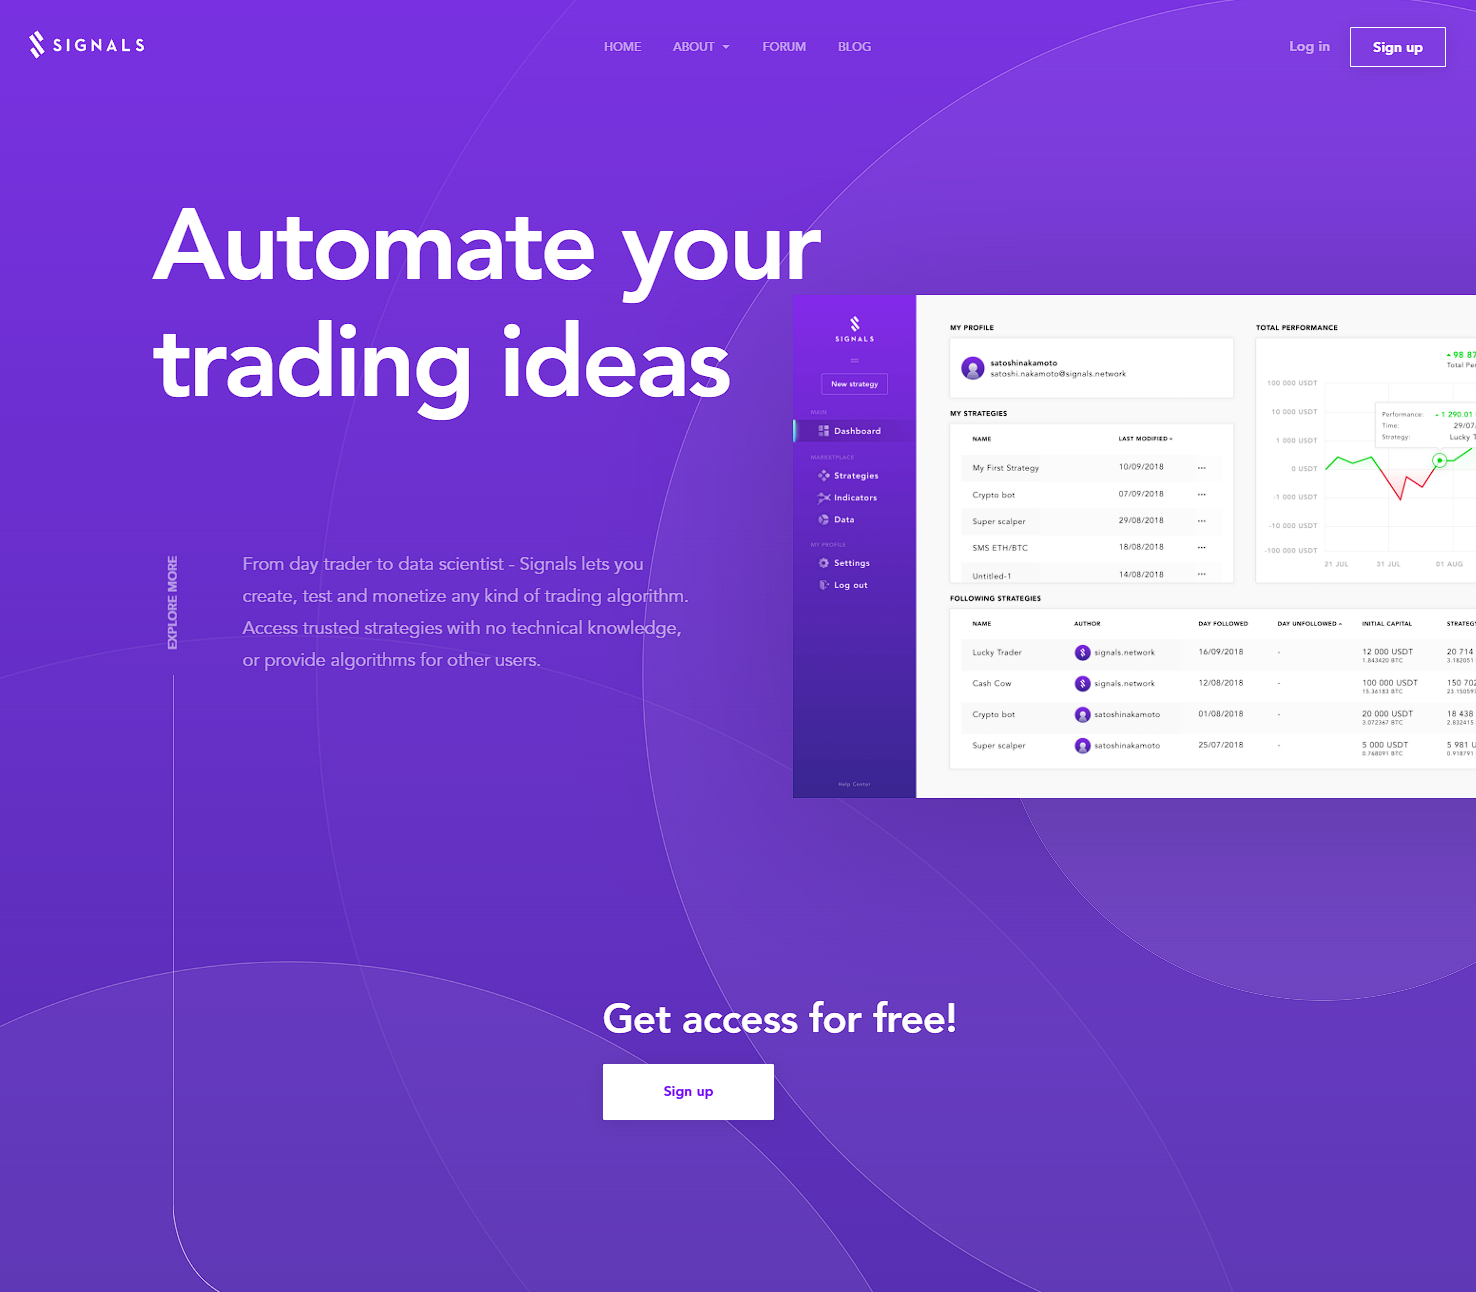 SIGNALS
HOME
ABOUT
FORUM
BLOG
Log in
Sign up
Automate your
trading ideas
EXPLORE MORE
From day trader to data scientist - Signals lets you
create, test and monetize any kind of trading algorithm.
Access trusted strategies with no technical knowledge,
or provide algorithms for other users.
SIGNALS
New strategy
MAIN
Dashboard
MARKETPLACE
Strategies
Indicators
Data
MY PROFILE
Settings
Log out
Help Center
MY PROFILE
satoshinakamoto
satoshi.nakamoto@signals.network
MY STRATEGIES
NAME LAST MODIFIED
My First Strategy 10/09/2018 ...
Crypto bot 07/09/2018 ...
Super scalper 29/08/2018 ...
SMS ETH/BTC 18/08/2018 ...
Untitled-1 14/08/2018 ...
TOTAL PERFORMANCE
98 87
Total Per
100 000 USDT
10 000 USDT
1 000 USDT
0 USDT
-1 000 USDT
-10 000 USDT
-100 000 USDT
Performance: 1 290.01
Time: 29/07/
Strategy: Lucky T
21 JUL 31 JUL 01 AUG
FOLLOWING STRATEGIES
NAME AUTHOR DAY FOLLOWED DAY UNFOLLOWED INITIAL CAPITAL STRATEGY
Lucky Trader signals.network 16/09/2018 - 12 000 USDT 20 714
1.843420 BTC 3.182051
Cash Cow signals.network 12/08/2018 - 100 000 USDT 150 702
15.36183 BTC 23.150597
Crypto bot satoshinakamoto 01/08/2018 - 20 000 USDT 18 438
3.072367 BTC 2.832415
Super scalper satoshinakamoto 25/07/2018 - 5 000 USDT 5 981 U
0.768091 BTC 0.918791
Get access for free!
Sign up